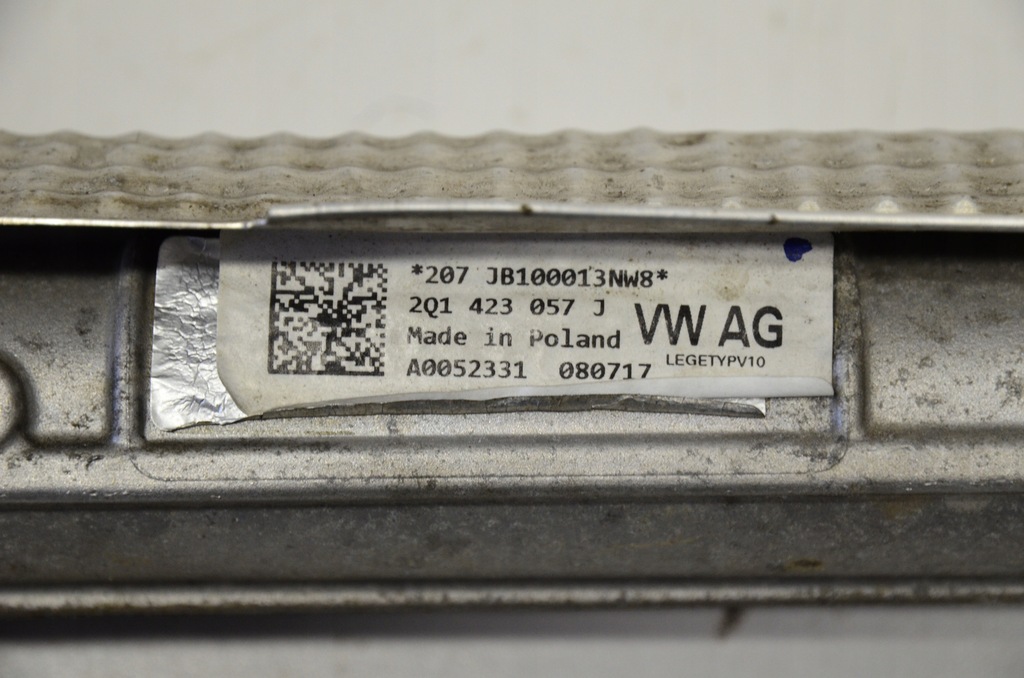 *207 JB100013NW8*
2Q1 423 057 J
Made in Poland
A0052331 080717
VW AG
LEGETYPV10